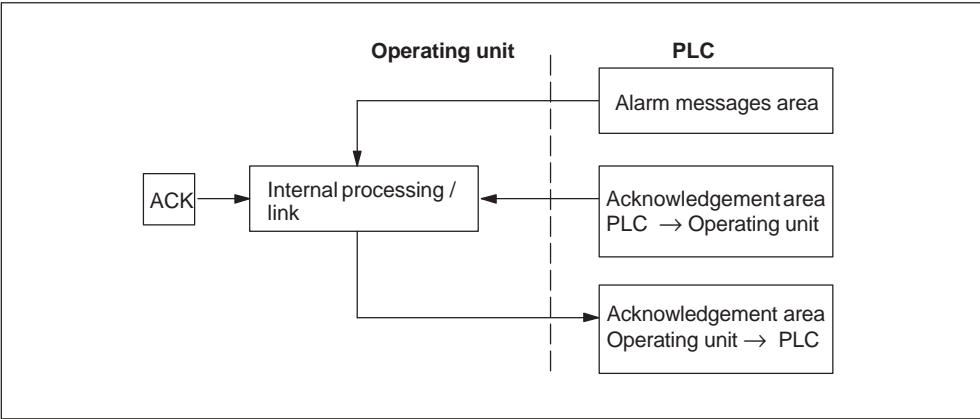 Operating unit
PLC
Alarm messages area
ACK
Internal processing /
link
Acknowledgement area
PLC → Operating unit
Acknowledgement area
Operating unit → PLC